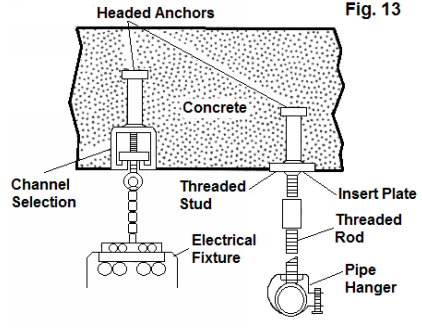 Headed Anchors
Fig. 13
Concrete
Channel
Selection
Threaded
Stud
Insert Plate
Threaded
Rod
Electrical
Fixture
Pipe
Hanger